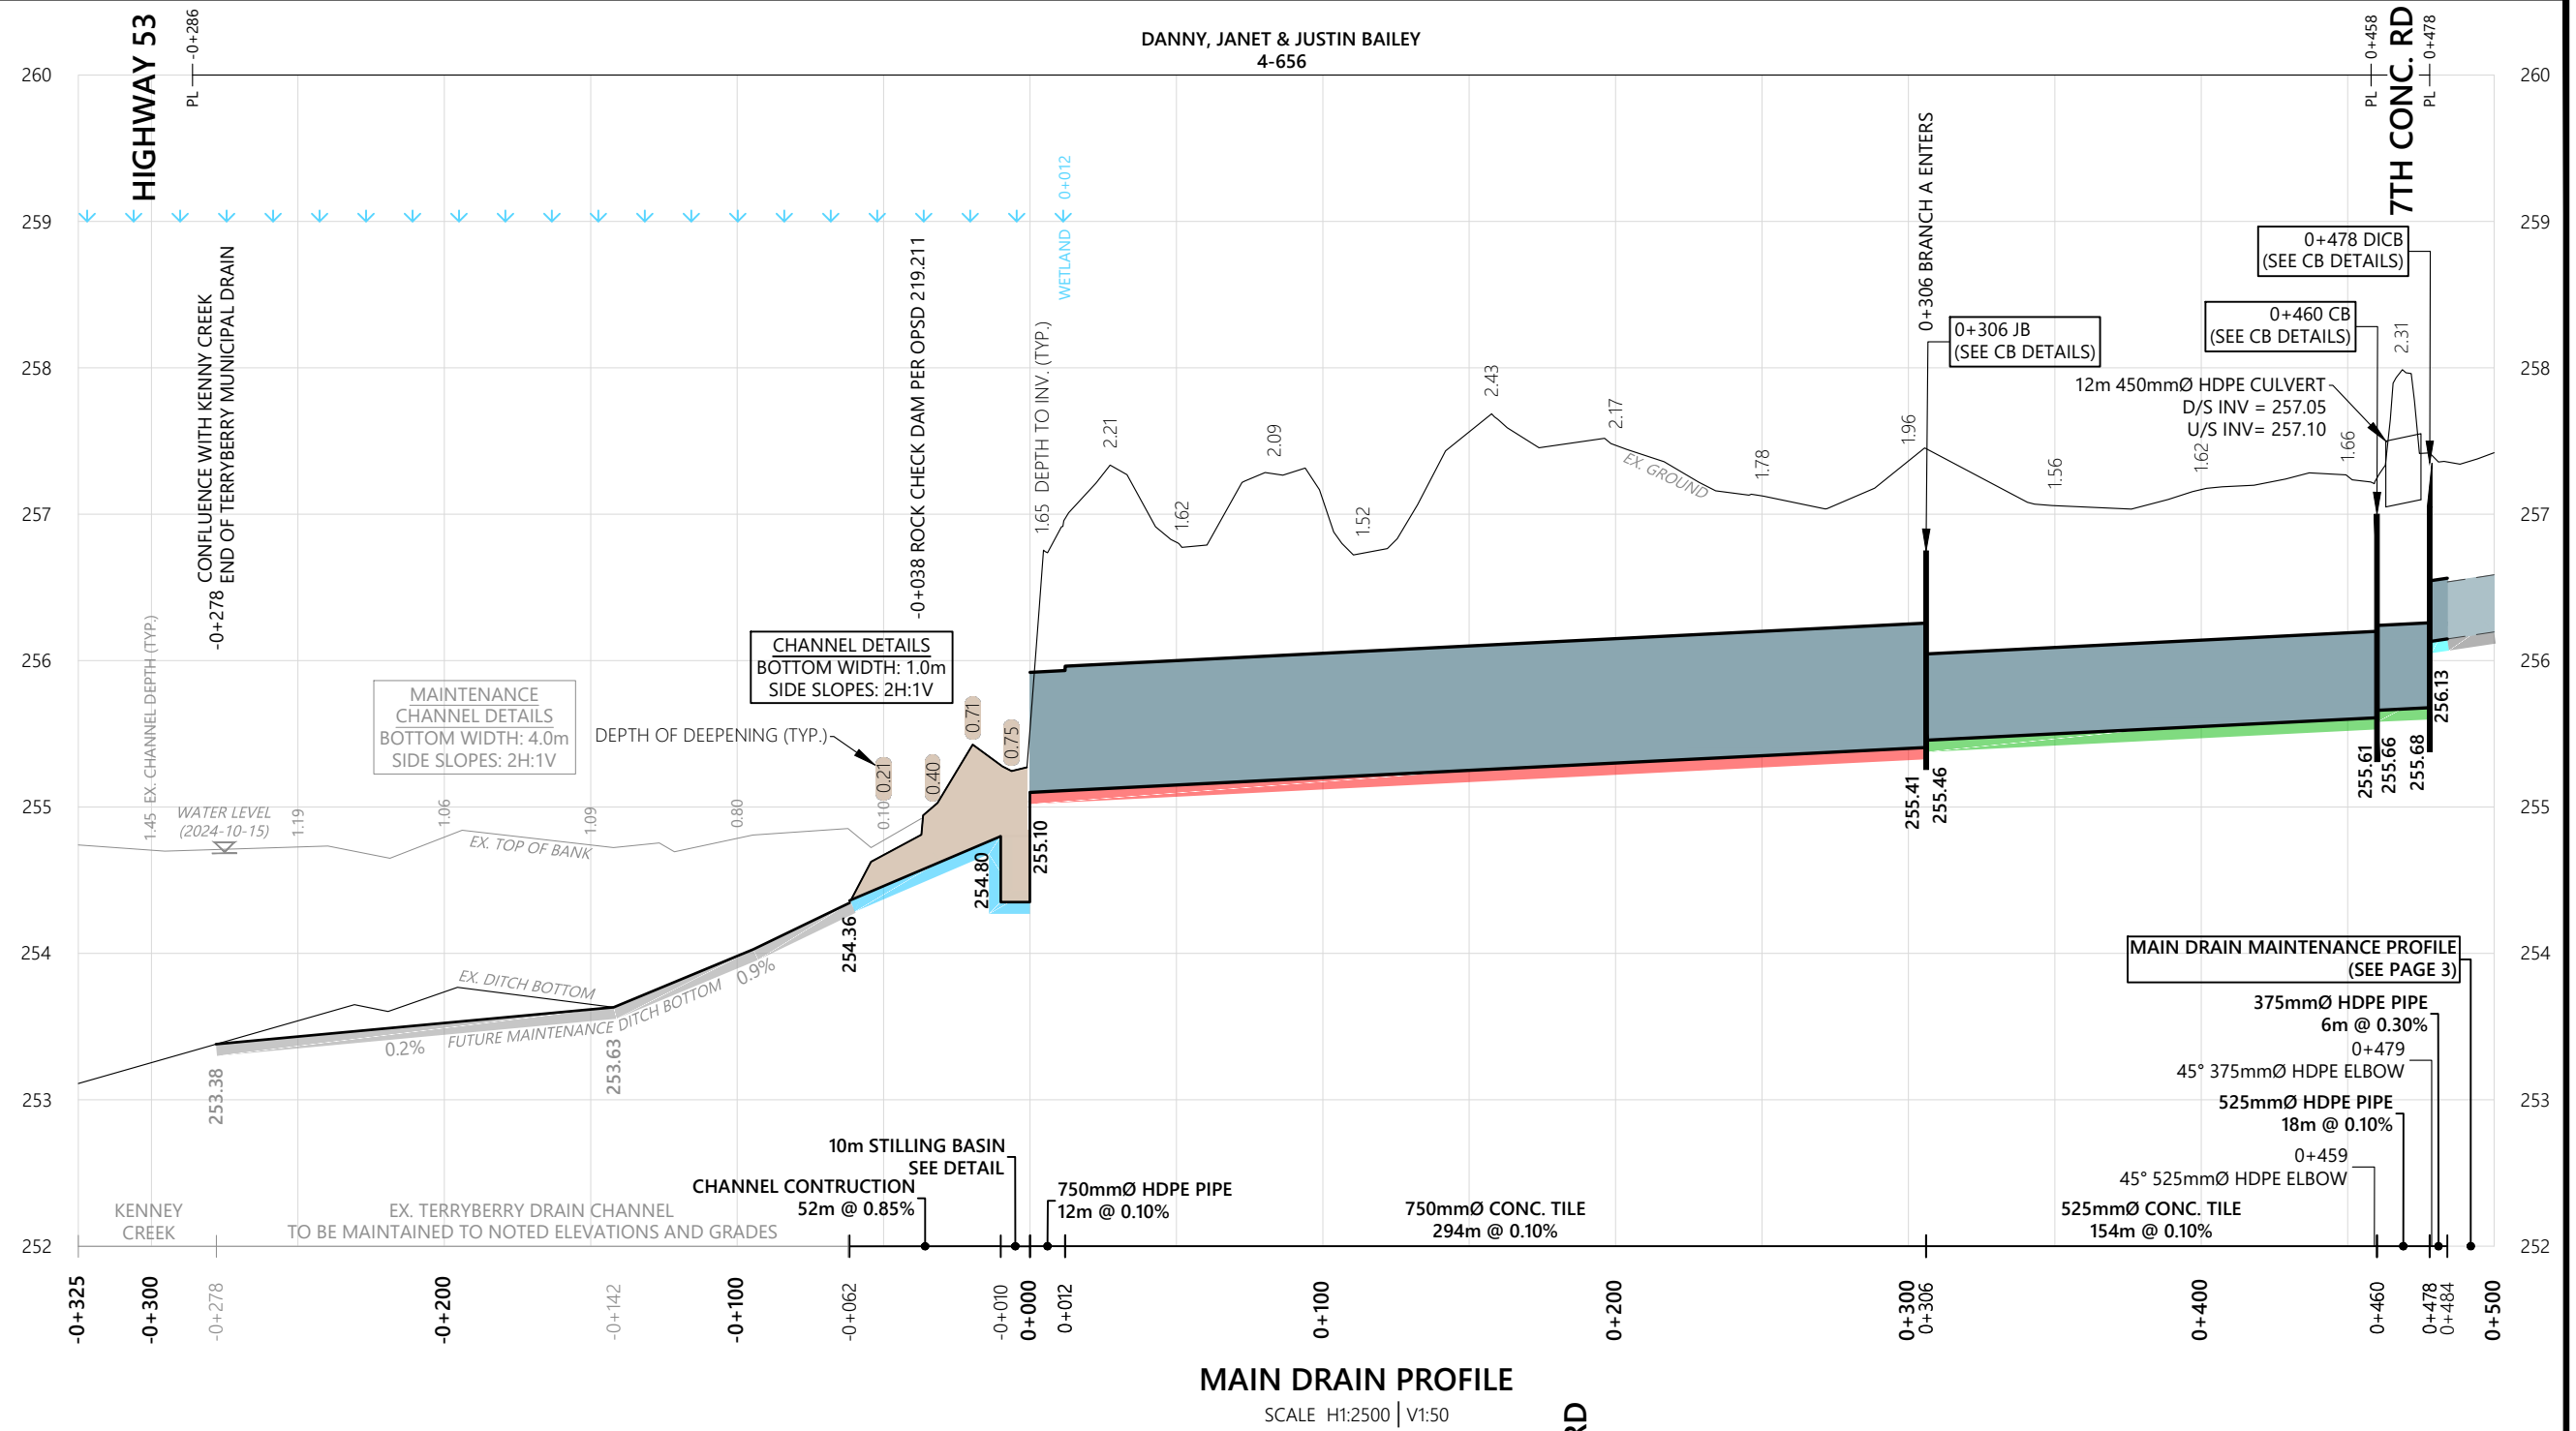 HIGHWAY 53
PL -0+286
DANNY, JANET & JUSTIN BAILEY
4-656
PL 0+458
7TH CONC. RD
PL 0+478
260
260
259
259
258
258
257
257
256
256
255
255
254
254
253
253
252
252
-0+278 CONFLUENCE WITH KENNY CREEK
END OF TERRYBERRY MUNICIPAL DRAIN
-0+038 ROCK CHECK DAM PER OPSD 219.211
WETLAND 0+012
1.65 DEPTH TO INV. (TYP.)
0+306 BRANCH A ENTERS
0+306 JB
(SEE CB DETAILS)
0+478 DICB
(SEE CB DETAILS)
0+460 CB
(SEE CB DETAILS)
12m 450mmØ HDPE CULVERT
D/S INV = 257.05
U/S INV= 257.10
2.21
1.62
2.09
1.52
2.43
2.17
EX. GROUND
1.78
1.96
1.56
1.62
1.66
2.31
1.45 EX. CHANNEL DEPTH (TYP.)
WATER LEVEL
(2024-10-15)
1.19
1.06
1.09
0.80
0.10
EX. TOP OF BANK
MAINTENANCE
CHANNEL DETAILS
BOTTOM WIDTH: 4.0m
SIDE SLOPES: 2H:1V
CHANNEL DETAILS
BOTTOM WIDTH: 1.0m
SIDE SLOPES: 2H:1V
DEPTH OF DEEPENING (TYP.)
0.21
0.40
0.71
0.75
254.36
254.80
255.10
255.41
255.46
255.61
255.66
255.68
256.13
EX. DITCH BOTTOM
FUTURE MAINTENANCE DITCH BOTTOM
0.2%
0.9%
253.38
253.63
MAIN DRAIN MAINTENANCE PROFILE
(SEE PAGE 3)
375mmØ HDPE PIPE
6m @ 0.30%
0+479
45° 375mmØ HDPE ELBOW
525mmØ HDPE PIPE
18m @ 0.10%
0+459
45° 525mmØ HDPE ELBOW
KENNEY
CREEK
EX. TERRYBERRY DRAIN CHANNEL
TO BE MAINTAINED TO NOTED ELEVATIONS AND GRADES
CHANNEL CONTRUCTION
52m @ 0.85%
10m STILLING BASIN
SEE DETAIL
750mmØ HDPE PIPE
12m @ 0.10%
750mmØ CONC. TILE
294m @ 0.10%
525mmØ CONC. TILE
154m @ 0.10%
-0+325
-0+300
-0+278
-0+200
-0+142
-0+100
-0+062
-0+010
0+000
0+012
0+100
0+200
0+300
0+306
0+400
0+460
0+478
0+484
0+500
MAIN DRAIN PROFILE
SCALE H1:2500 | V1:50
RD